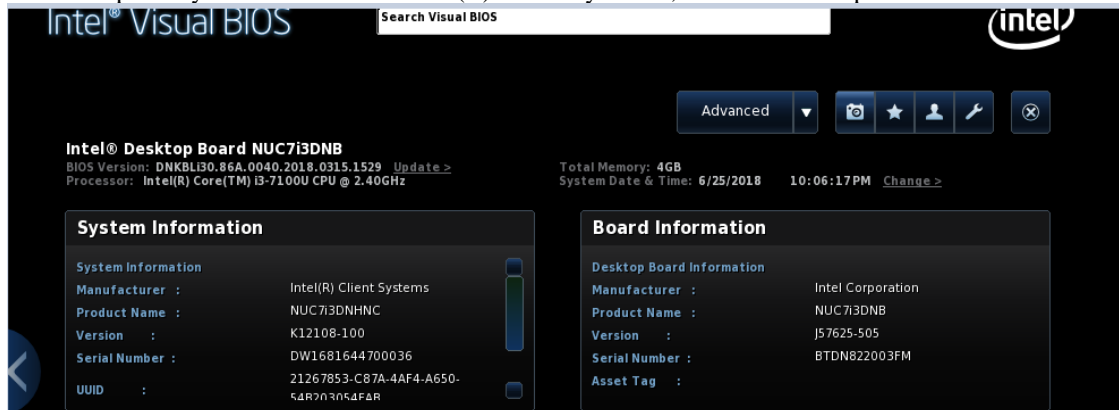 Intel® Visual BIOS
Search Visual BIOS
intel
Advanced
Intel® Desktop Board NUC7i3DNB
BIOS Version: DNKBLi30.86A.0040.2018.0315.1529 Update >
Total Memory: 4GB
Processor: Intel(R) Core(TM) i3-7100U CPU @ 2.40GHz
System Date & Time: 6/25/2018 10:06:17PM Change >
System Information
System Information
Manufacturer : Intel(R) Client Systems
Product Name : NUC7i3DNHNC
Version : K12108-100
Serial Number : DW1681644700036
UUID : 21267853-C87A-4AF4-A650-
54B203054FAB
Board Information
Desktop Board Information
Manufacturer : Intel Corporation
Product Name : NUC7i3DNB
Version : J57625-505
Serial Number : BTDN822003FM
Asset Tag :